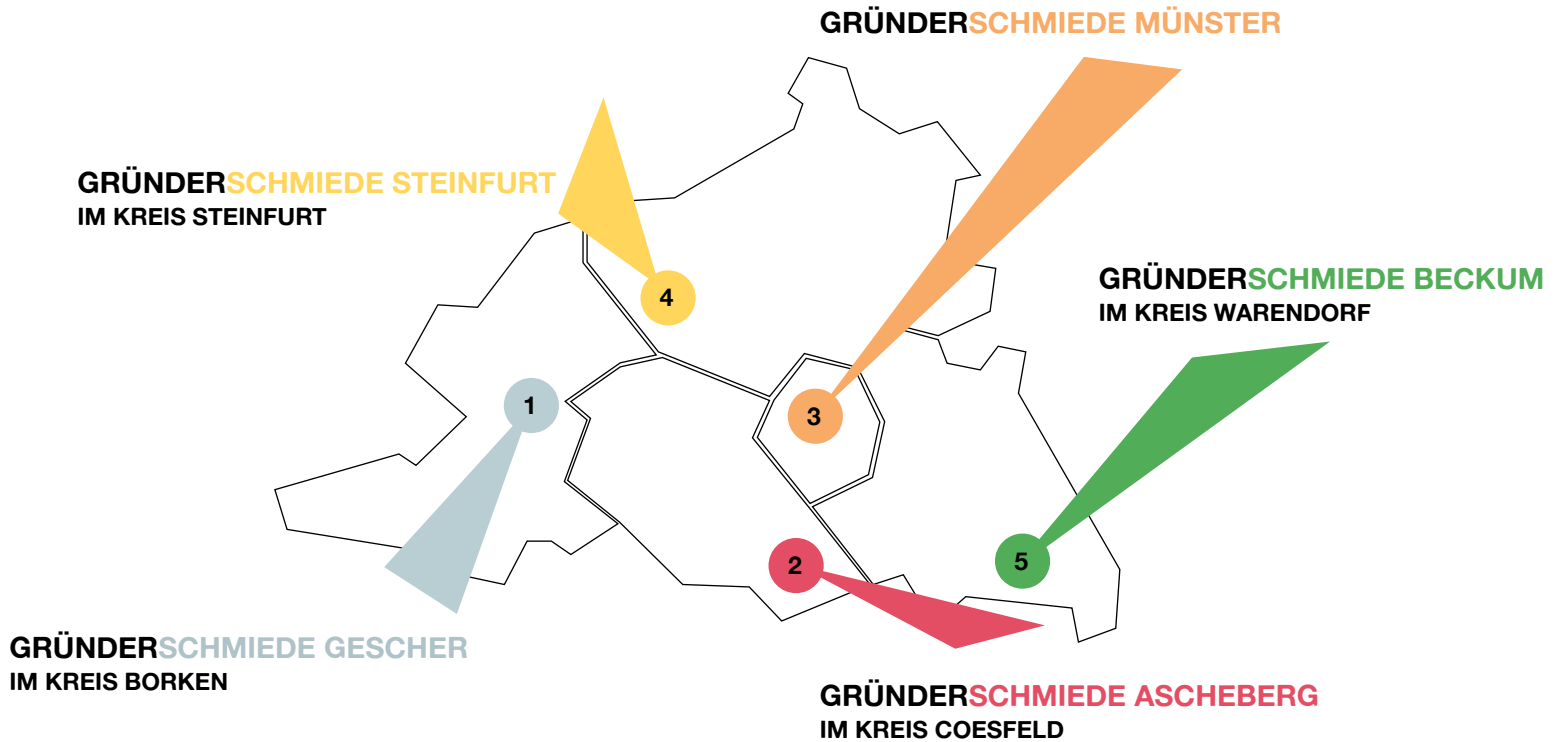 GRÜNDERSCHMIEDE MÜNSTER
GRÜNDERSCHMIEDE STEINFURT
IM KREIS STEINFURT
GRÜNDERSCHMIEDE BECKUM
IM KREIS WARENDORF
4
1
3
2
5
GRÜNDERSCHMIEDE GESCHER
IM KREIS BORKEN
GRÜNDERSCHMIEDE ASCHEBERG
IM KREIS COESFELD